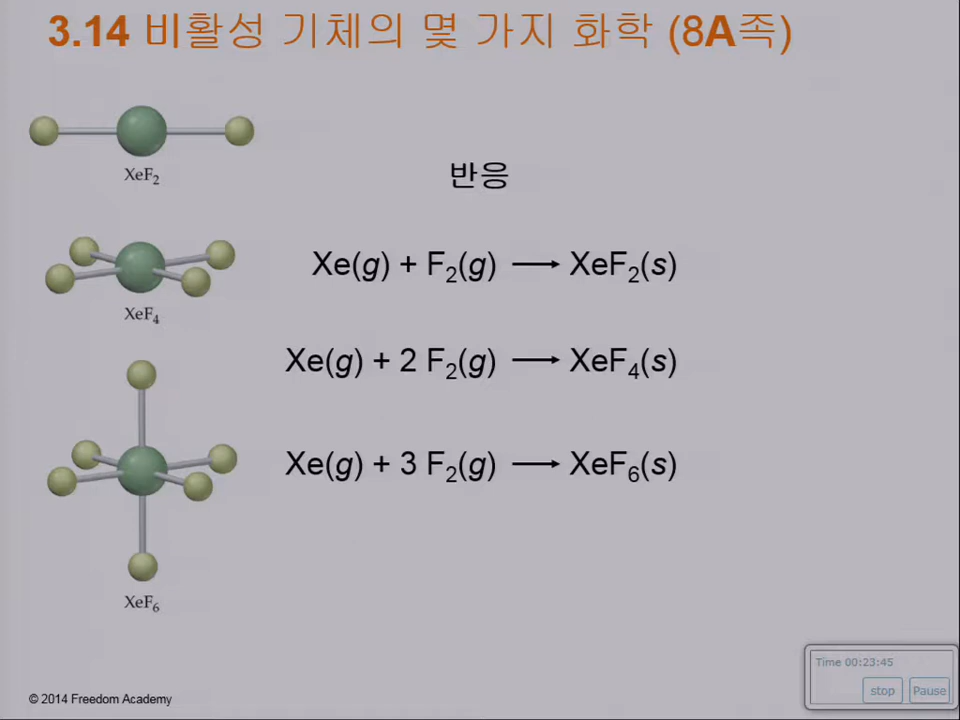 3.14 비활성 기체의 몇 가지 화학 (8A족)
XeF₂
반응
Xe(g) + F₂(g) ⟶ XeF₂(s)
XeF₄
Xe(g) + 2 F₂(g) ⟶ XeF₄(s)
Xe(g) + 3 F₂(g) ⟶ XeF₆(s)
XeF₆
Time 00:23:45
stop Pause
© 2014 Freedom Academy